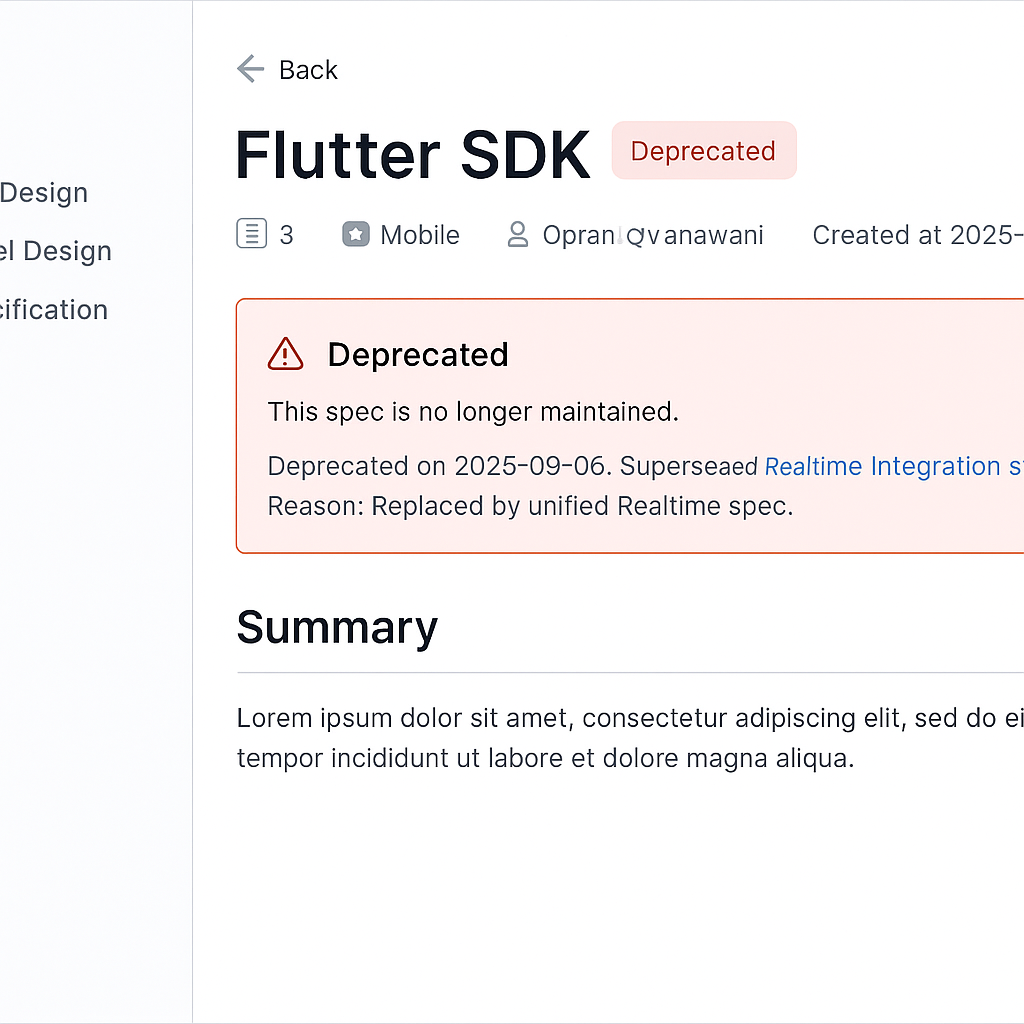 Back
Flutter SDK Deprecated
Design
el Design
cification
3 Mobile Created at 2025-
Deprecated
This spec is no longer maintained.
Deprecated on 2025-09-06. Superseaed Realtime Integration s
Reason: Replaced by unified Realtime spec.
Summary
Lorem ipsum dolor sit amet, consectetur adipiscing elit, sed do ei
tempor incididunt ut labore et dolore magna aliqua.